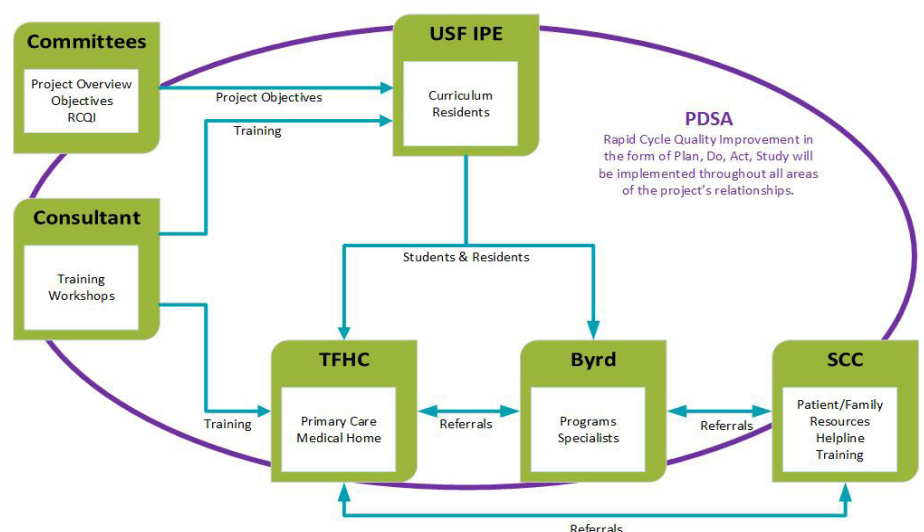 Committees
Project Overview
Objectives
RCQI
USF IPE
Curriculum
Residents
Project Objectives
Training
PDSA
Rapid Cycle Quality Improvement in
the form of Plan, Do, Act, Study will
be implemented throughout all areas
of the project's relationships.
Consultant
Training
Workshops
Students & Residents
TFHC
Primary Care
Medical Home
Byrd
Programs
Specialists
SCC
Patient/Family
Resources
Helpline
Training
Training
Referrals
Referrals
Referrals